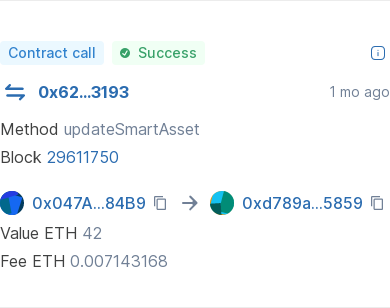 Contract call Success
0x62...3193 1 mo ago
Method updateSmartAsset
Block 29611750
0x047A...84B9 0xd789a...5859
Value ETH 42
Fee ETH 0.007143168